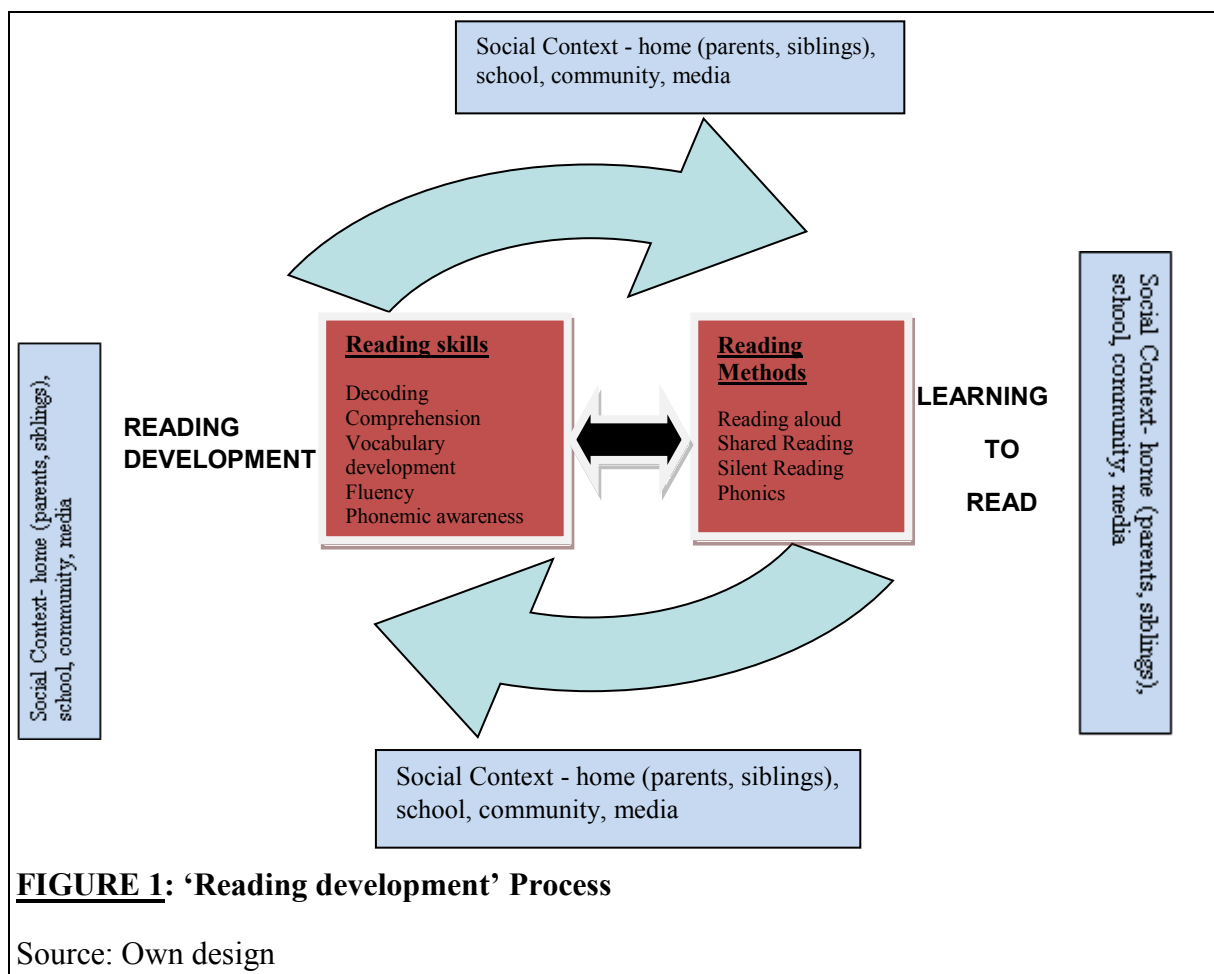 Social Context - home (parents, siblings),
school, community, media
Social Context- home (parents, siblings),
school, community, media
READING
DEVELOPMENT
Reading skills
Decoding
Comprehension
Vocabulary
development
Fluency
Phonemic awareness
Reading
Methods
Reading aloud
Shared Reading
Silent Reading
Phonics
LEARNING
TO
READ
Social Context- home (parents, siblings),
school, community, media
Social Context - home (parents, siblings),
school, community, media
FIGURE 1: ‘Reading development’ Process
Source: Own design